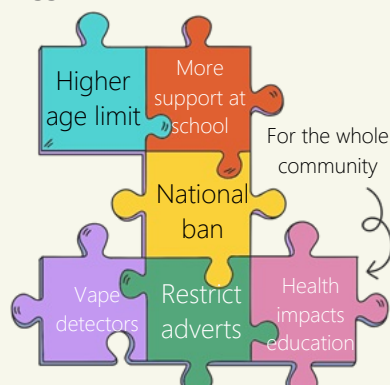 Higher
age limit
More
support at
school
For the whole
community
National
ban
Vape
detectors
Restrict
adverts
Health
impacts
education